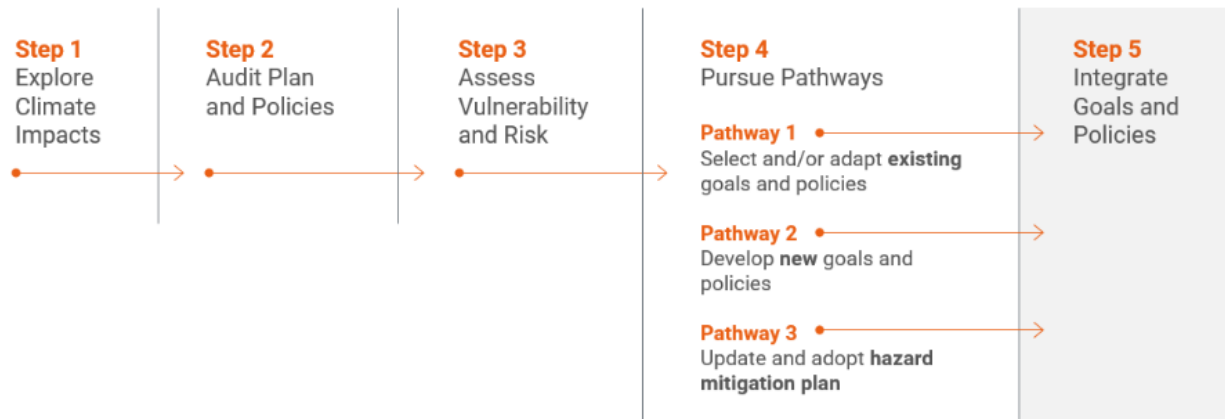 Step 1
Explore
Climate
Impacts
Step 2
Audit Plan
and Policies
Step 3
Assess
Vulnerability
and Risk
Step 4
Pursue Pathways
Pathway 1
Select and/or adapt existing
goals and policies
Pathway 2
Develop new goals and
policies
Pathway 3
Update and adopt hazard
mitigation plan
Step 5
Integrate
Goals and
Policies